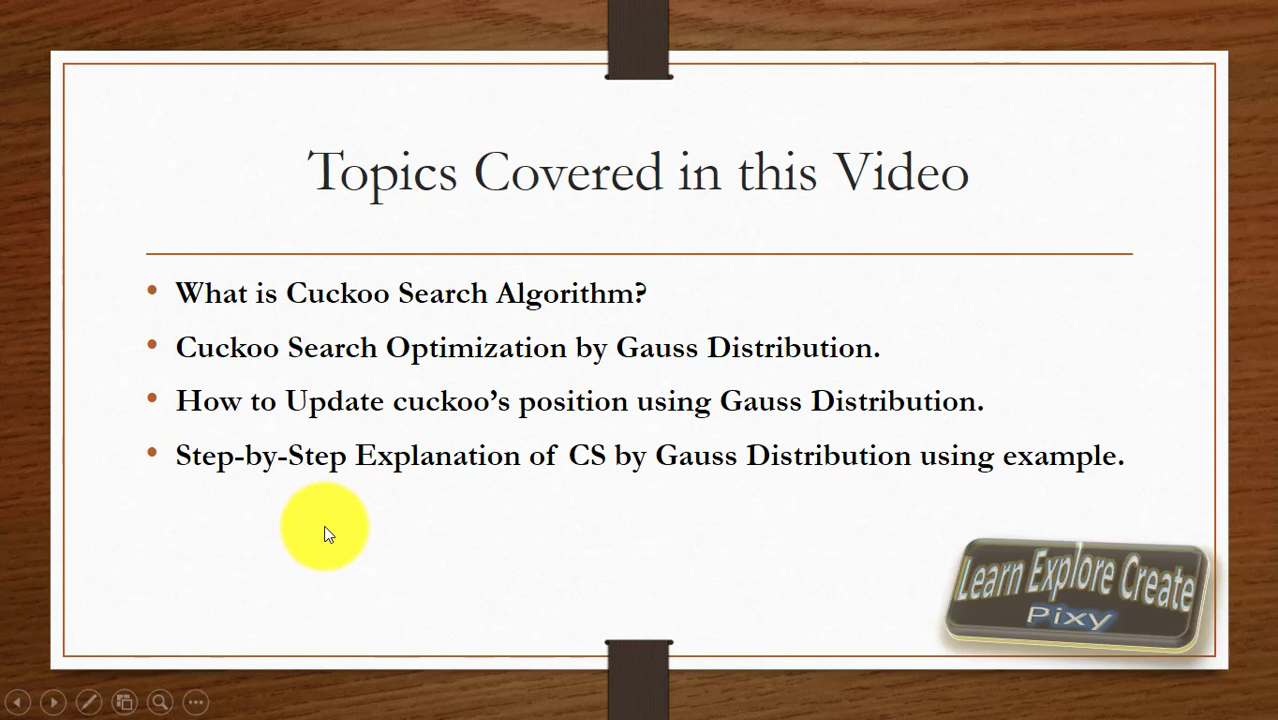 Topics Covered in this Video
• What is Cuckoo Search Algorithm?
• Cuckoo Search Optimization by Gauss Distribution.
• How to Update cuckoo’s position using Gauss Distribution.
• Step-by-Step Explanation of CS by Gauss Distribution using example.
Learn Explore Create
Pixy